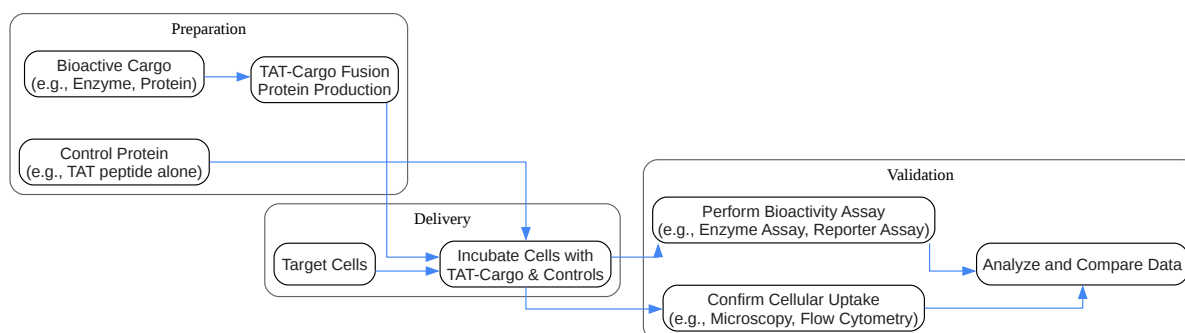 Preparation
Bioactive Cargo
(e.g., Enzyme, Protein)
TAT-Cargo Fusion
Protein Production
Control Protein
(e.g., TAT peptide alone)
Delivery
Target Cells
Incubate Cells with
TAT-Cargo & Controls
Validation
Perform Bioactivity Assay
(e.g., Enzyme Assay, Reporter Assay)
Confirm Cellular Uptake
(e.g., Microscopy, Flow Cytometry)
Analyze and Compare Data